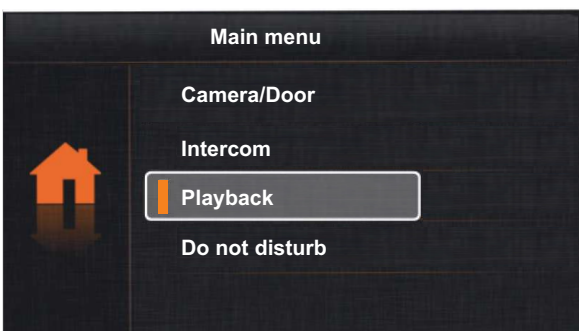 Main menu
Camera/Door
Intercom
Playback
Do not disturb